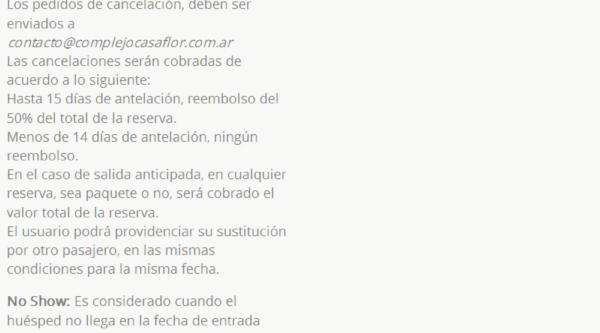 Los pedidos de cancelación, deben ser
enviados a
contacto@complejocasaflor.com.ar
Las cancelaciones serán cobradas de
acuerdo a lo siguiente:
Hasta 15 días de antelación, reembolso del
50% del total de la reserva.
Menos de 14 días de antelación, ningún
reembolso.
En el caso de salida anticipada, en cualquier
reserva, sea paquete o no, será cobrado el
valor total de la reserva.
El usuario podrá providenciar su sustitución
por otro pasajero, en las mismas
condiciones para la misma fecha.
No Show: Es considerado cuando el
huésped no llega en la fecha de entrada